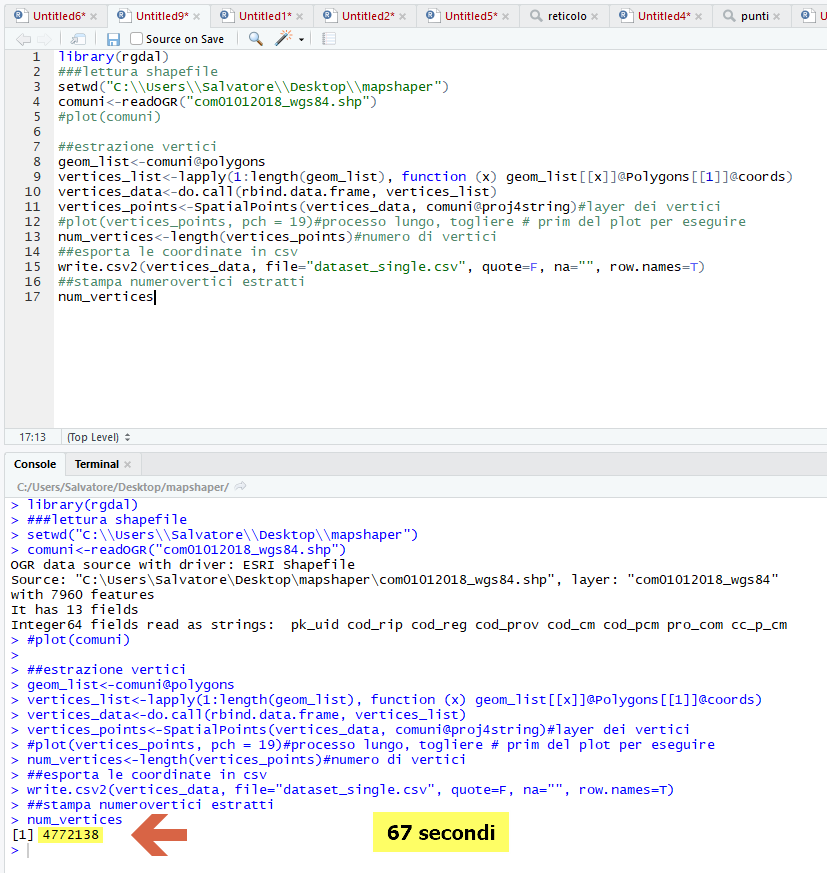 Untitled6* × Untitled9* × Untitled1* × Untitled2* × Untitled5* × reticolo × Untitled4* × punti × U
Source on Save
1 library(rgdal)
2 ###lettura shapefile
3 setwd("C:\\Users\\Salvatore\\Desktop\\mapshaper")
4 comuni<-readOGR("com01012018_wgs84.shp")
5 #plot(comuni)
6
7 ##estrazione vertici
8 geom_list<-comuni@polygons
9 vertices_list<-lapply(1:length(geom_list), function (x) geom_list[[x]]@Polygons[[1]]@coords)
10 vertices_data<-do.call(rbind.data.frame, vertices_list)
11 vertices_points<-SpatialPoints(vertices_data, comuni@proj4string)#layer dei vertici
12 #plot(vertices_points, pch = 19)#processo lungo, togliere # prim del plot per eseguire
13 num_vertices<-length(vertices_points)#numero di vertici
14 ##esporta le coordinate in csv
15 write.csv2(vertices_data, file="dataset_single.csv", quote=F, na="", row.names=T)
16 ##stampa numerovertici estratti
17 num_vertices
17:13 (Top Level)
Console Terminal ×
C:/Users/Salvatore/Desktop/mapshaper/
> library(rgdal)
> ###lettura shapefile
> setwd("C:\\Users\\Salvatore\\Desktop\\mapshaper")
> comuni<-readOGR("com01012018_wgs84.shp")
OGR data source with driver: ESRI Shapefile
Source: "C:\Users\Salvatore\Desktop\mapshaper\com01012018_wgs84.shp", layer: "com01012018_wgs84"
with 7960 features
It has 13 fields
Integer64 fields read as strings:  pk_uid cod_rip cod_reg cod_prov cod_cm cod_pcm pro_com cc_p_cm
> #plot(comuni)
>
> ##estrazione vertici
> geom_list<-comuni@polygons
> vertices_list<-lapply(1:length(geom_list), function (x) geom_list[[x]]@Polygons[[1]]@coords)
> vertices_data<-do.call(rbind.data.frame, vertices_list)
> vertices_points<-SpatialPoints(vertices_data, comuni@proj4string)#layer dei vertici
> #plot(vertices_points, pch = 19)#processo lungo, togliere # prim del plot per eseguire
> num_vertices<-length(vertices_points)#numero di vertici
> ##esporta le coordinate in csv
> write.csv2(vertices_data, file="dataset_single.csv", quote=F, na="", row.names=T)
> ##stampa numerovertici estratti
> num_vertices
[1] 4772138
>
67 secondi